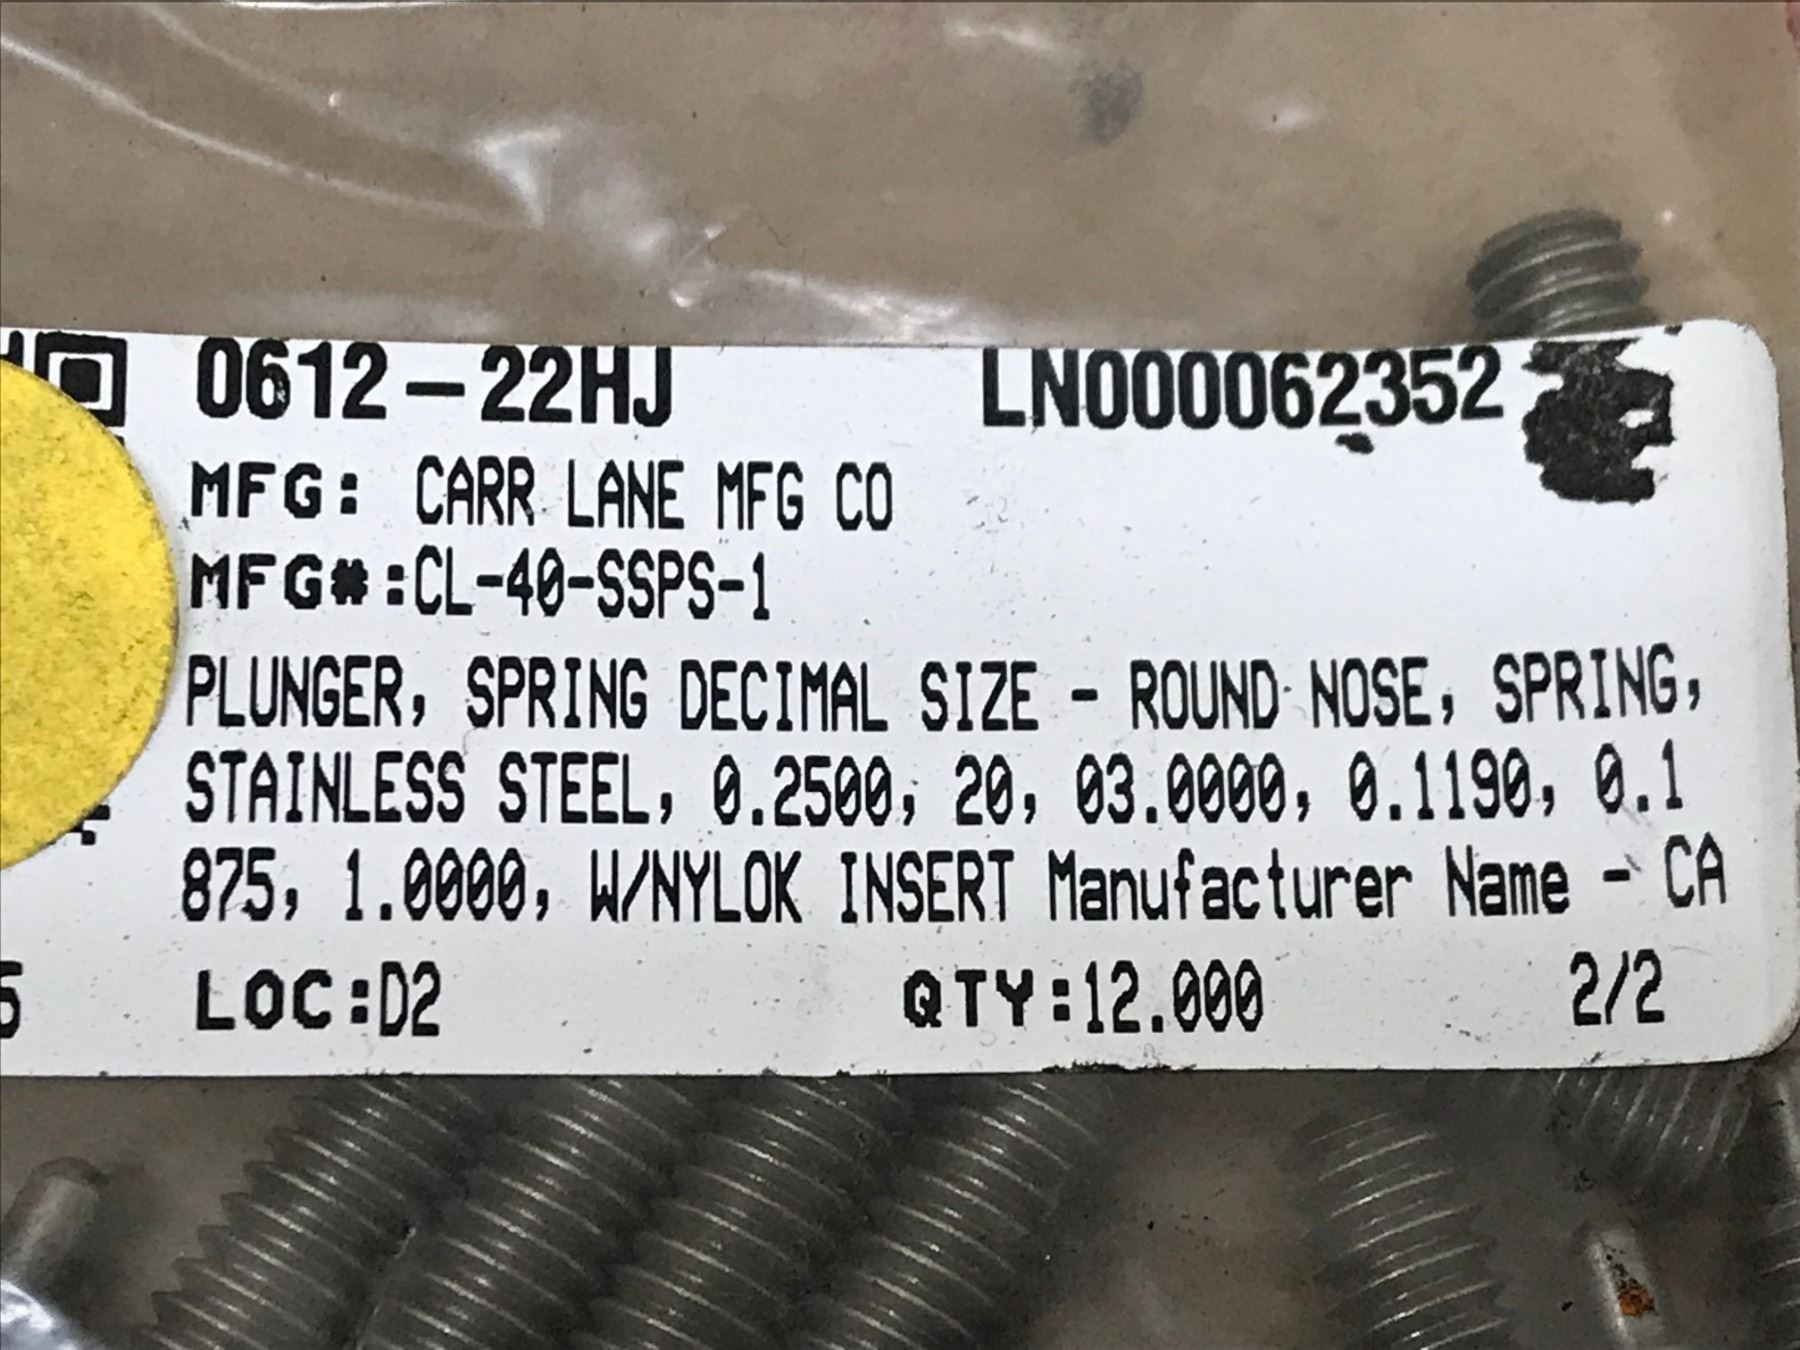 0612-22HJ LN000062352
MFG: CARR LANE MFG CO
MFG#:CL-40-SSPS-1
PLUNGER, SPRING DECIMAL SIZE - ROUND NOSE, SPRING,
STAINLESS STEEL, 0.2500, 20, 03.0000, 0.1190, 0.1
875, 1.0000, W/NYLOK INSERT Manufacturer Name - CA
LOC:D2 QTY:12.000 2/2